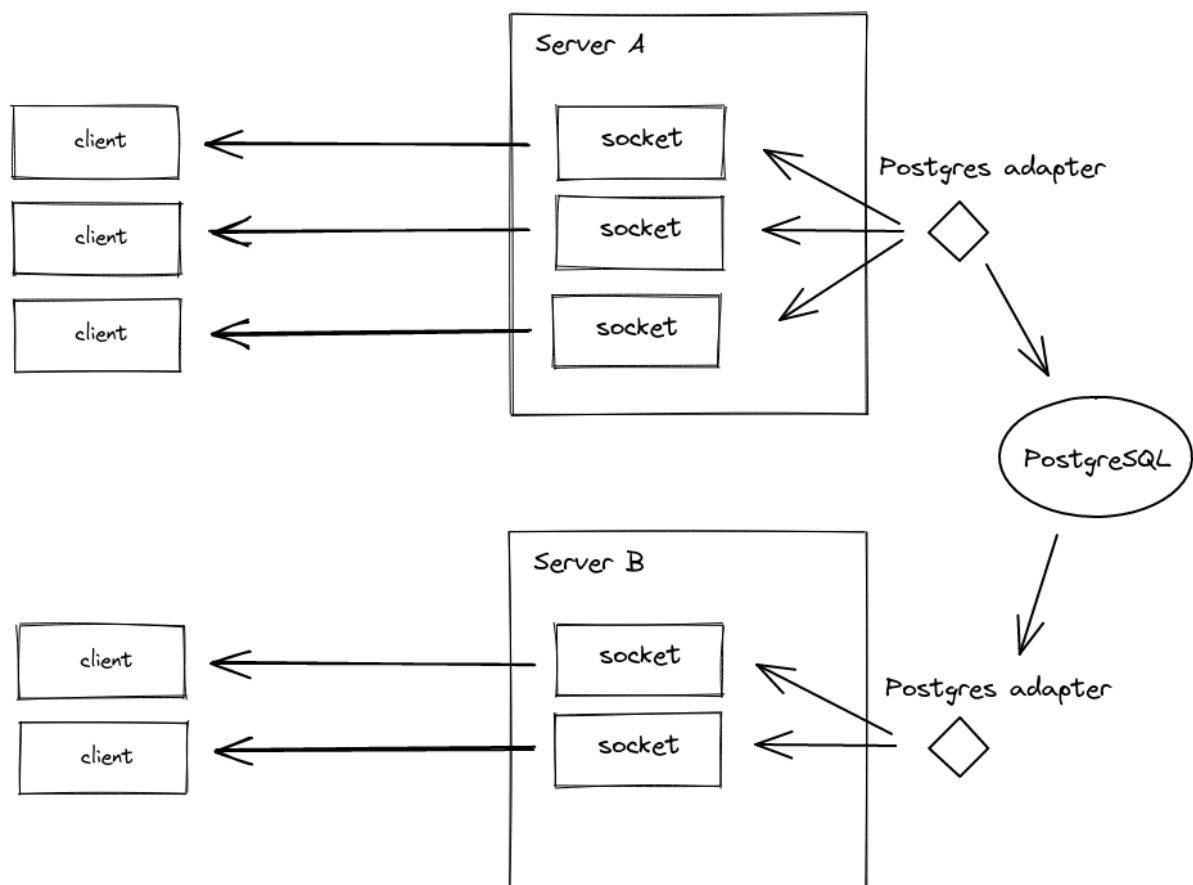 Server A
client
socket
Postgres adapter
client
socket
client
socket
PostgreSQL
Server B
client
socket
Postgres adapter
client
socket